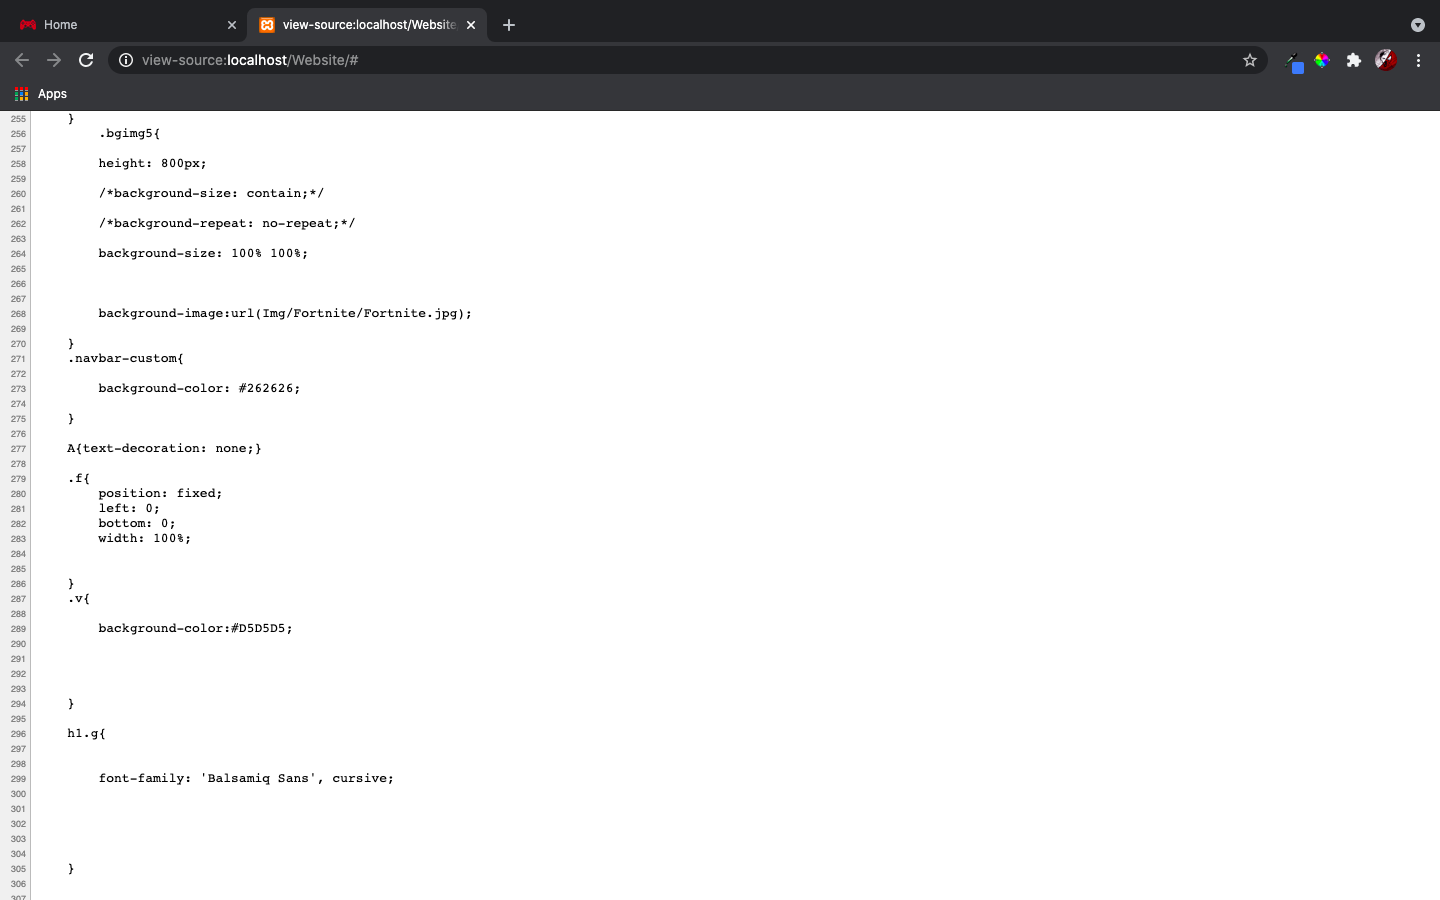 Home
view-source:localhost/Website
view-source:localhost/Website/#
Apps
255 }
256 .bgimg5{
257
258 height: 800px;
259
260 /*background-size: contain;*/
261
262 /*background-repeat: no-repeat;*/
263
264 background-size: 100% 100%;
265
266
267
268 background-image:url(Img/Fortnite/Fortnite.jpg);
269
270 }
271 .navbar-custom{
272
273 background-color: #262626;
274
275 }
276
277 A{text-decoration: none;}
278
279 .f{
280 position: fixed;
281 left: 0;
282 bottom: 0;
283 width: 100%;
284
285
286 }
287 .v{
288
289 background-color:#D5D5D5;
290
291
292
293
294 }
295
296 h1.g{
297
298
299 font-family: 'Balsamiq Sans', cursive;
300
301
302
303
304
305 }
306
307